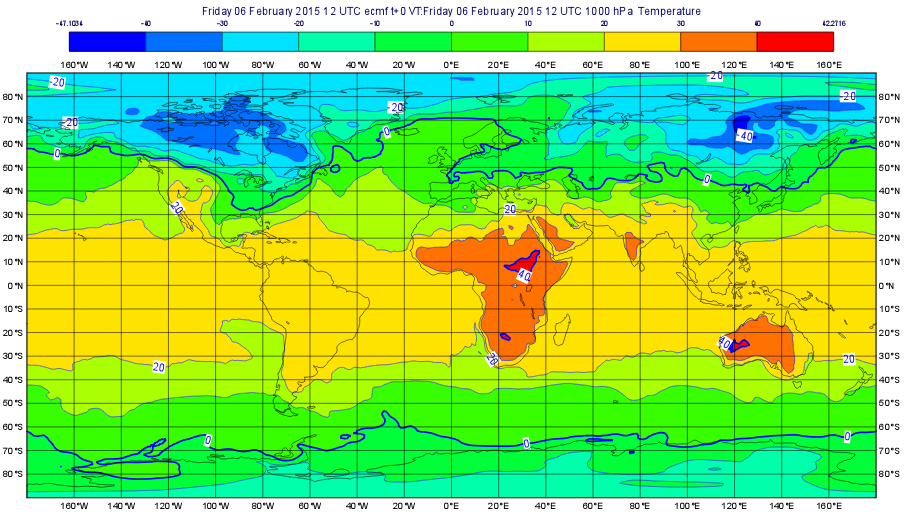 Friday 06 February 2015 12 UTC ecmf t+0 VT:Friday 06 February 2015 12 UTC 1000 hPa Temperature
-47.1034 -40 -30 -20 -10 0 10 20 30 40 42.2716
160°W 140°W 120°W 100°W 80°W 60°W 40°W 20°W 0°E 20°E 40°E 60°E 80°E 100°E 120°E 140°E 160°E
-20 -20
80°N 80°N
-20 -20
70°N 70°N
-20 0 -40
60°N 60°N
0
50°N 50°N
0
40°N 40°N
20 20
30°N 30°N
20°N 20°N
10°N 10°N
40
0°N 0°N
10°S 10°S
20°S 20°S
40
30°S 30°S
20 20 20
40°S 40°S
50°S 50°S
60°S 60°S
0 0 0
70°S 70°S
80°S 80°S
160°W 140°W 120°W 100°W 80°W 60°W 40°W 20°W 0°E 20°E 40°E 60°E 80°E 100°E 120°E 140°E 160°E